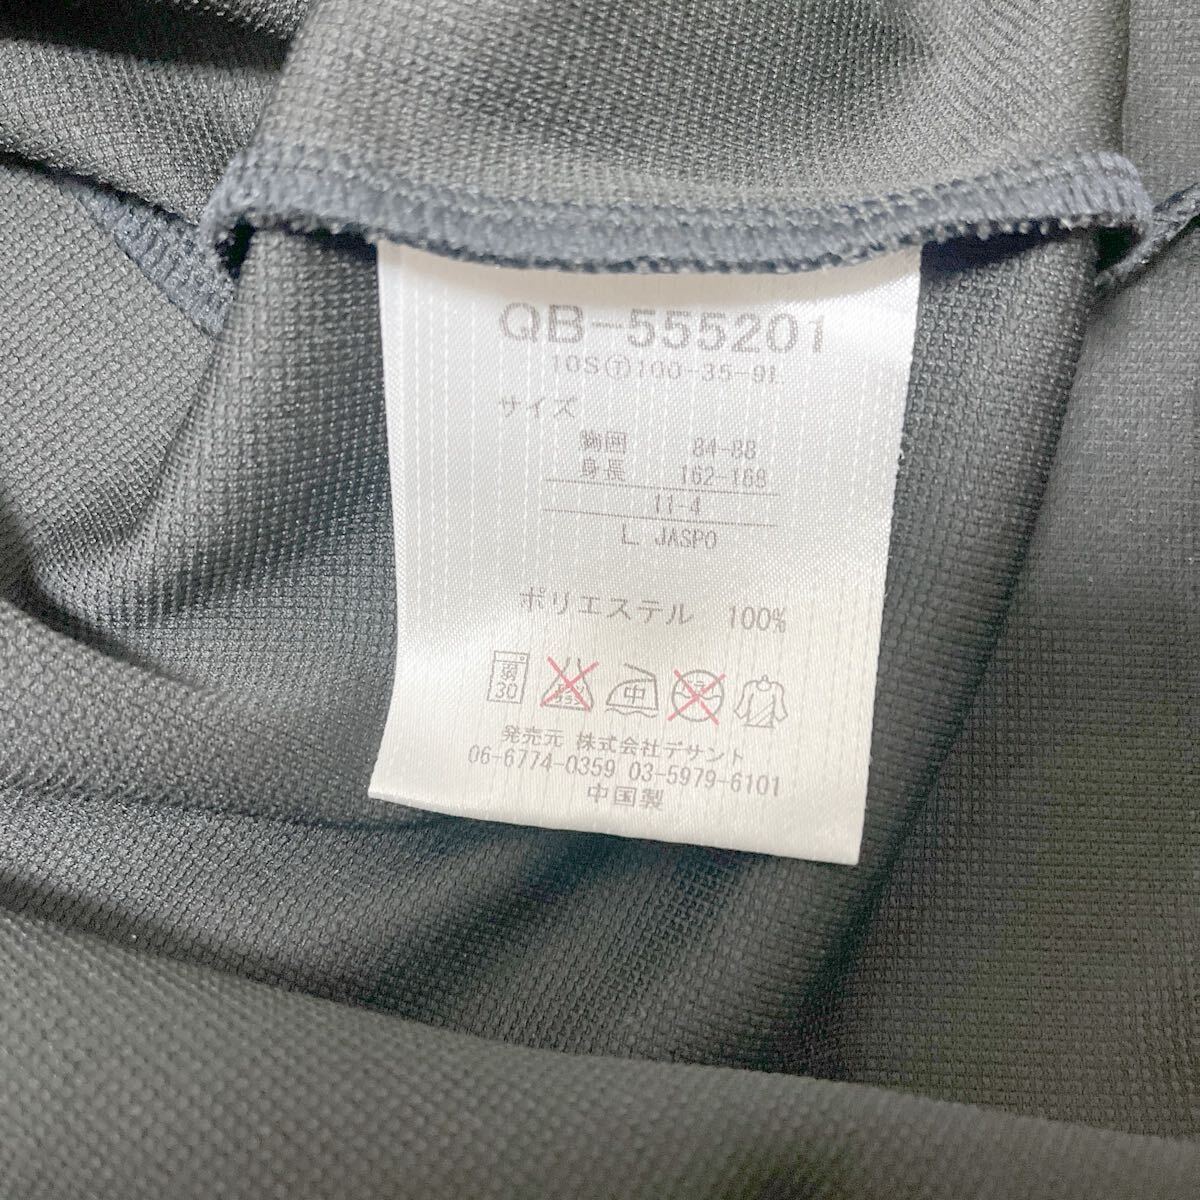 QB-555201
10S(T)100-35-9L
サイズ
胸囲 84-88
身長 162-168
11-4
L JASPO
ポリエステル 100%
弱 30 中
発売元 株式会社デサント
06-6774-0359 03-5979-6101
中国製